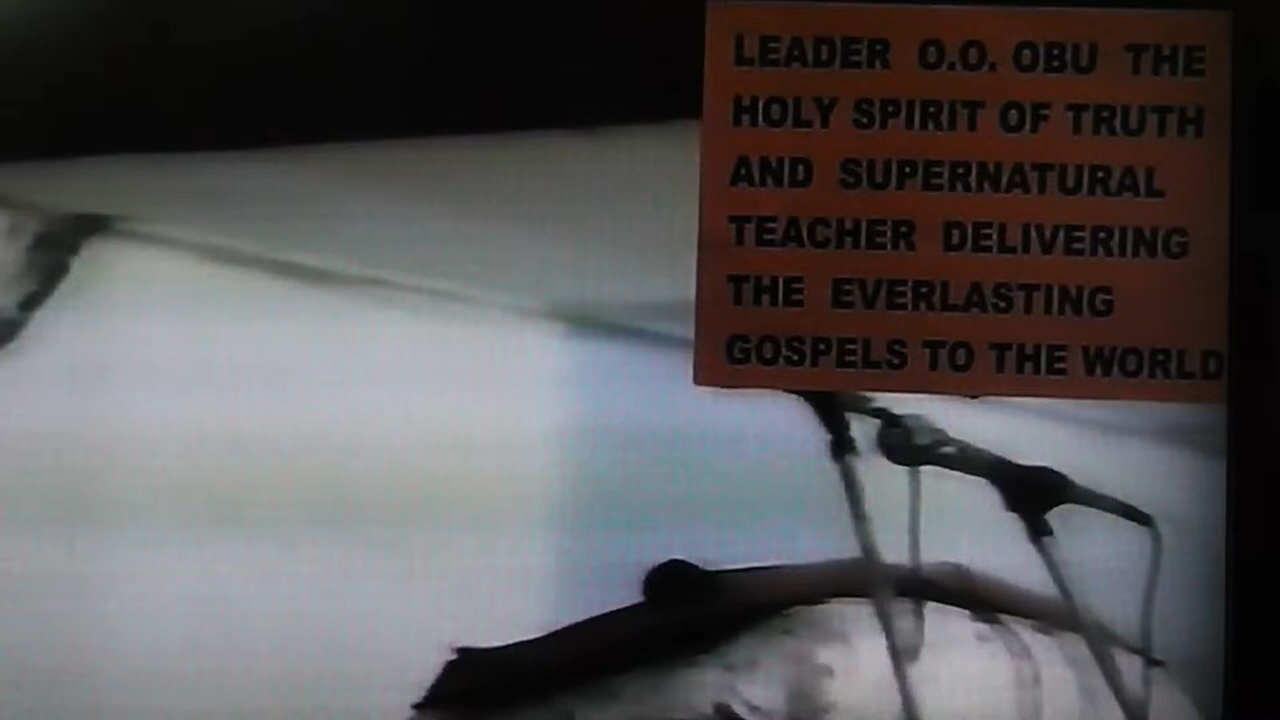 LEADER O.O. OBU THE
HOLY SPIRIT OF TRUTH
AND SUPERNATURAL
TEACHER DELIVERING
THE EVERLASTING
GOSPELS TO THE WORLD